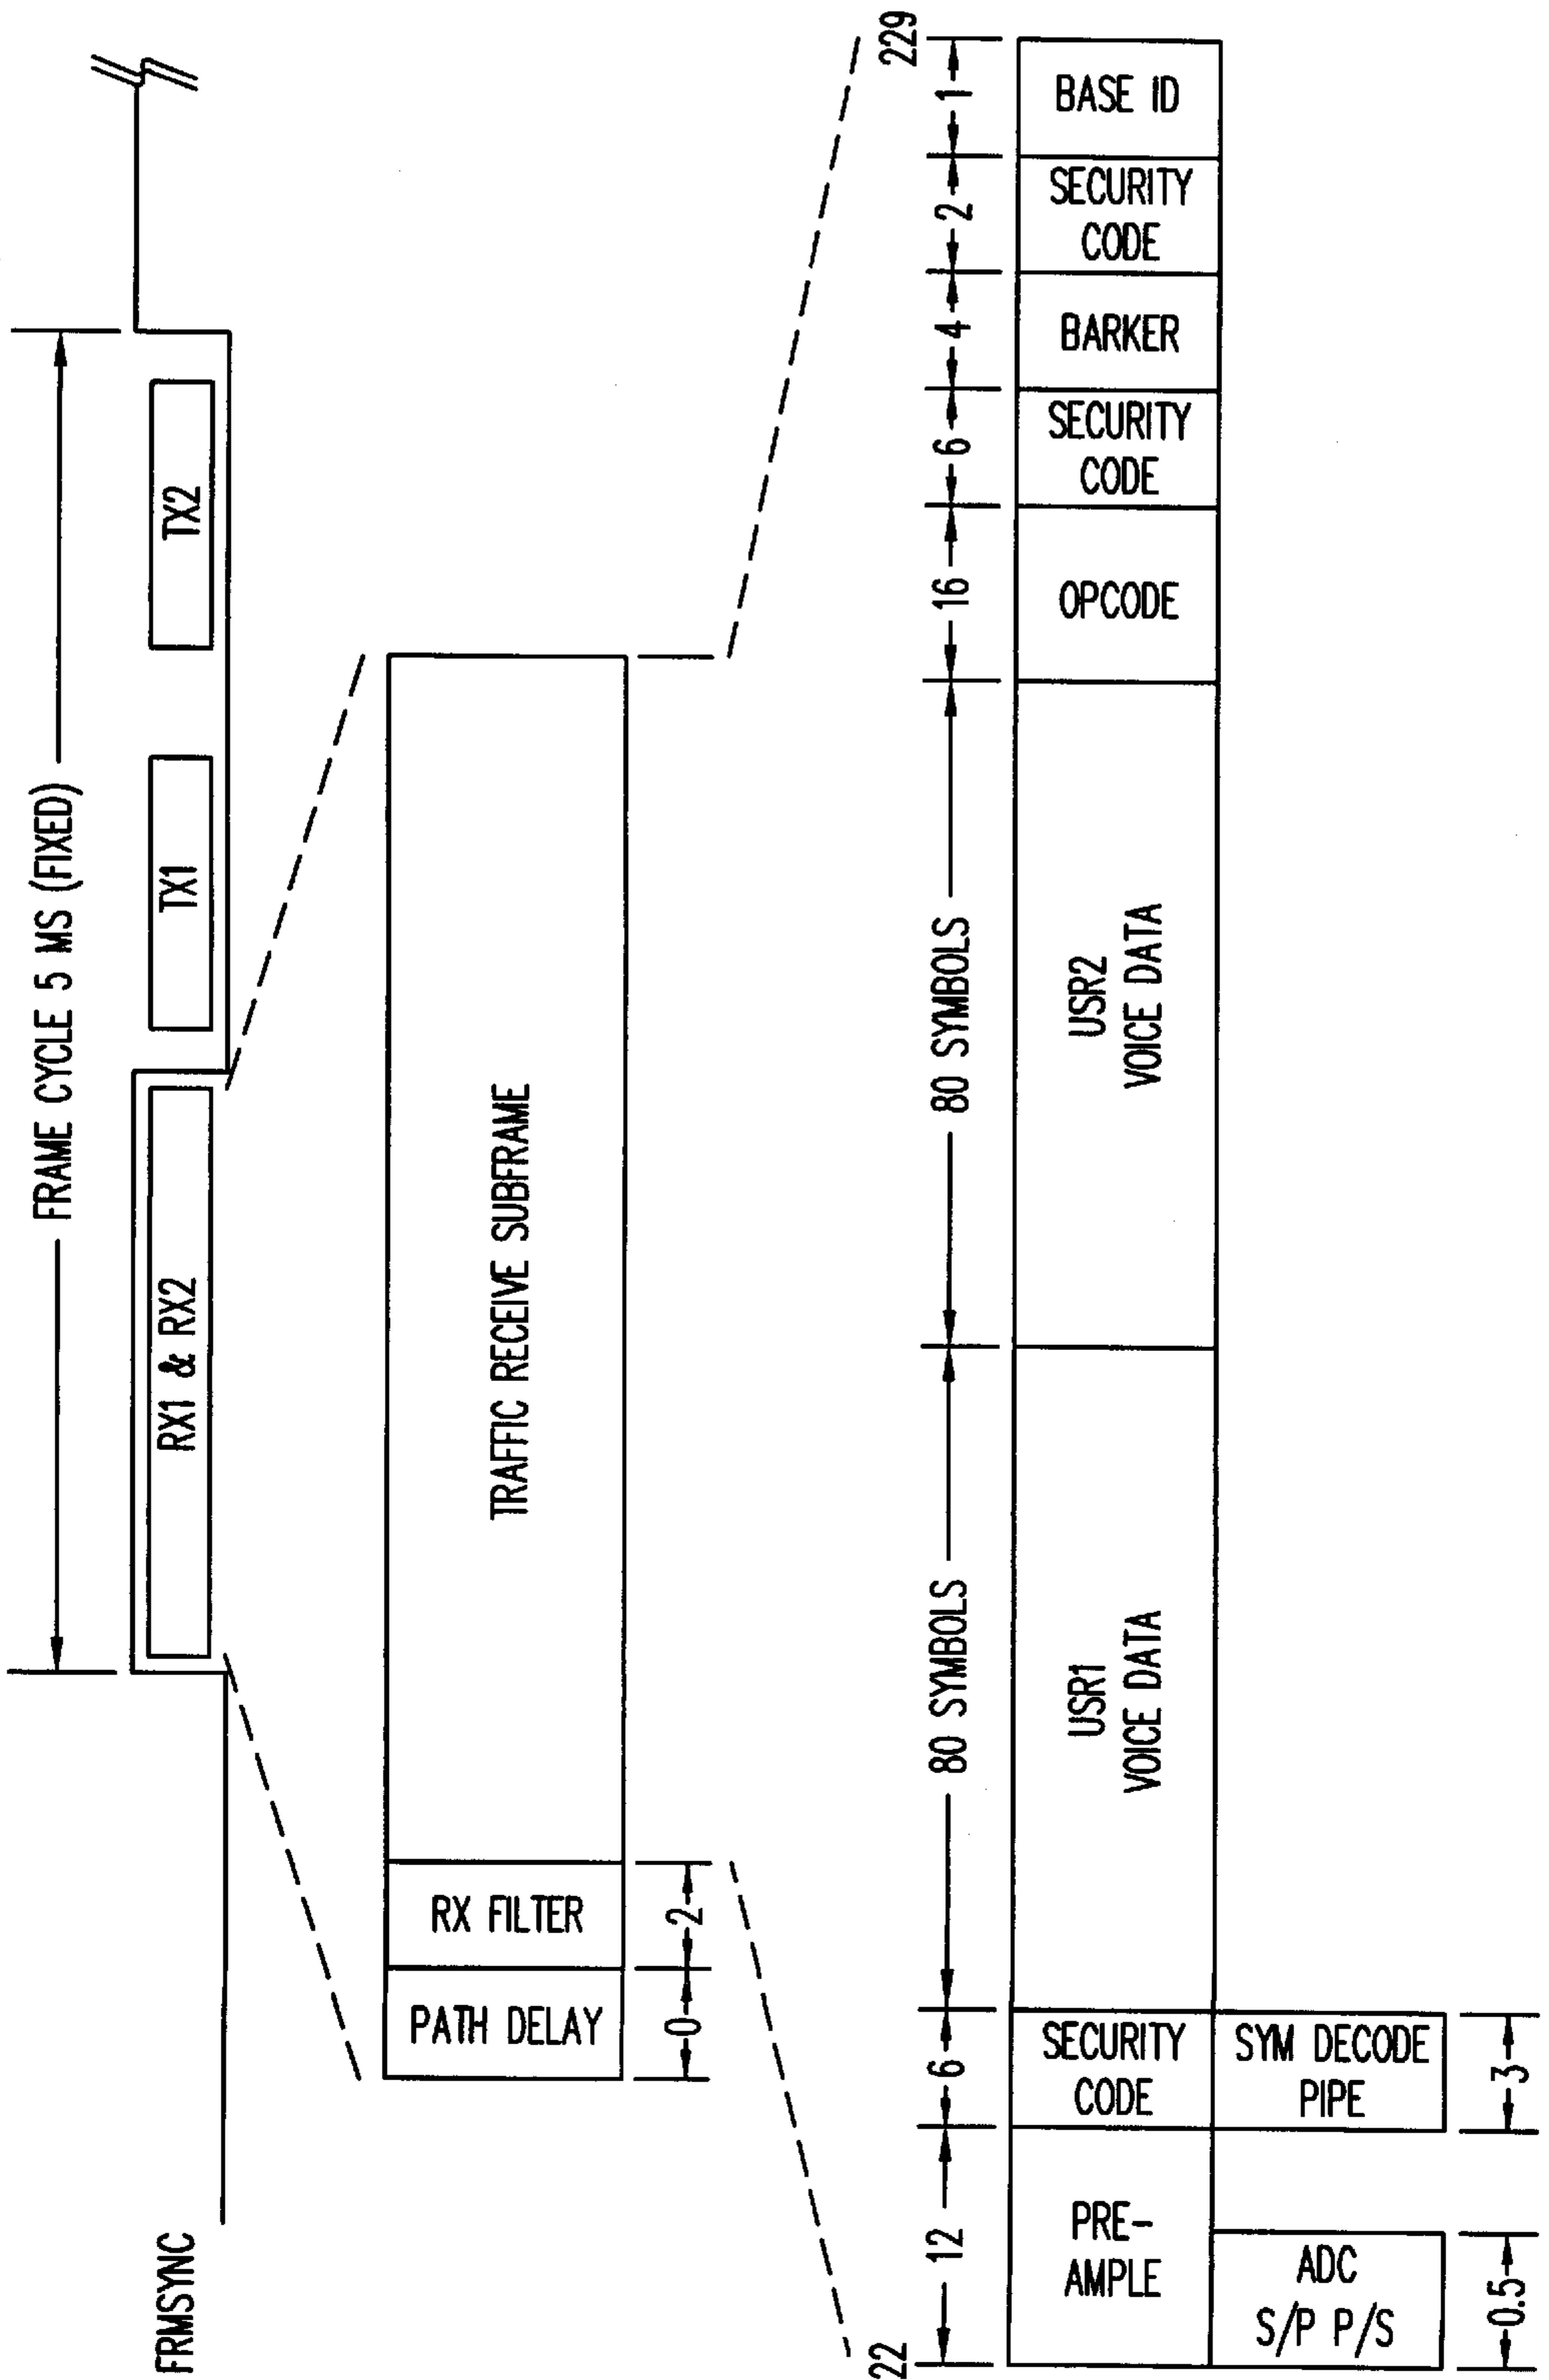 FRAME CYCLE 5 MS (FIXED)
FRMSYNC
RX1 & RX2
TX1
TX2
PATH DELAY
RX FILTER
TRAFFIC RECEIVE SUBFRAME
0
2
22
229
12
6
80 SYMBOLS
80 SYMBOLS
16
6
4
2
1
PRE-
AMPLE
SECURITY
CODE
USR1
VOICE DATA
USR2
VOICE DATA
OPCODE
SECURITY
CODE
BARKER
SECURITY
CODE
BASE ID
ADC
S/P P/S
SYM DECODE
PIPE
0.5
3